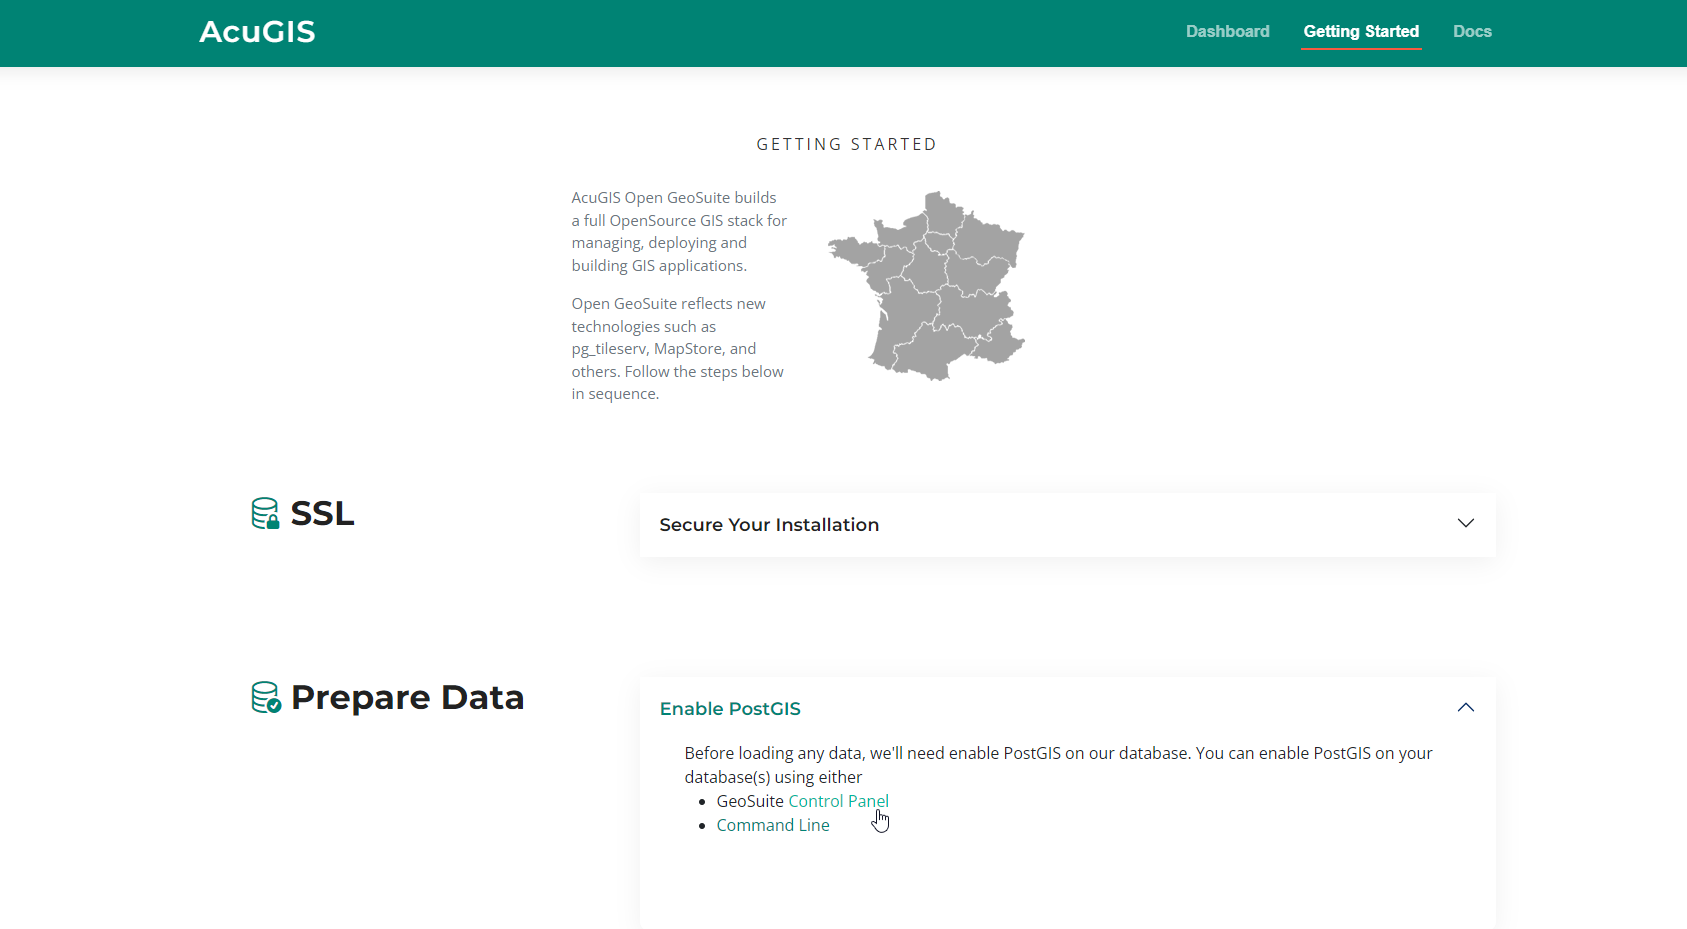 AcuGIS
Dashboard
Getting Started
Docs
GETTING STARTED
AcuGIS Open GeoSuite builds
a full OpenSource GIS stack for
managing, deploying and
building GIS applications.
Open GeoSuite reflects new
technologies such as
pg_tileserv, MapStore, and
others. Follow the steps below
in sequence.
SSL
Secure Your Installation
Prepare Data
Enable PostGIS
Before loading any data, we'll need enable PostGIS on our database. You can enable PostGIS on your
database(s) using either
GeoSuite Control Panel
Command Line